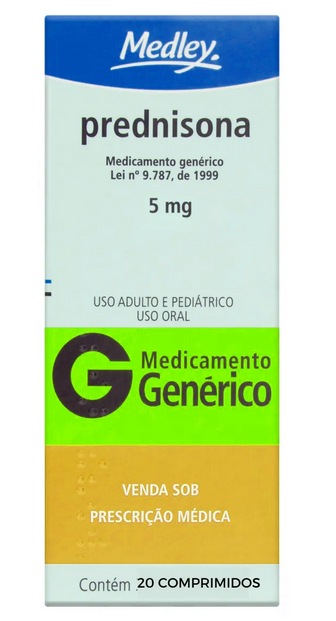 Medley.
prednisona
Medicamento genérico
Lei nº 9.787, de 1999
5 mg
USO ADULTO E PEDIÁTRICO
USO ORAL
G Medicamento
Genérico
VENDA SOB
PRESCRIÇÃO MÉDICA
Contém .20 COMPRIMIDOS